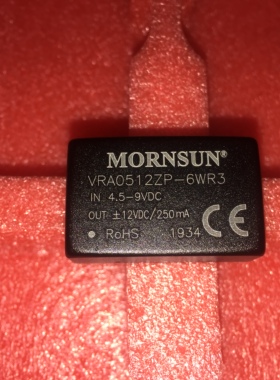 MORNSUN®
VRA0512ZP-6WR3
IN 4.5-9VDC
OUT ±12VDC/250mA
RoHS 1934 CE